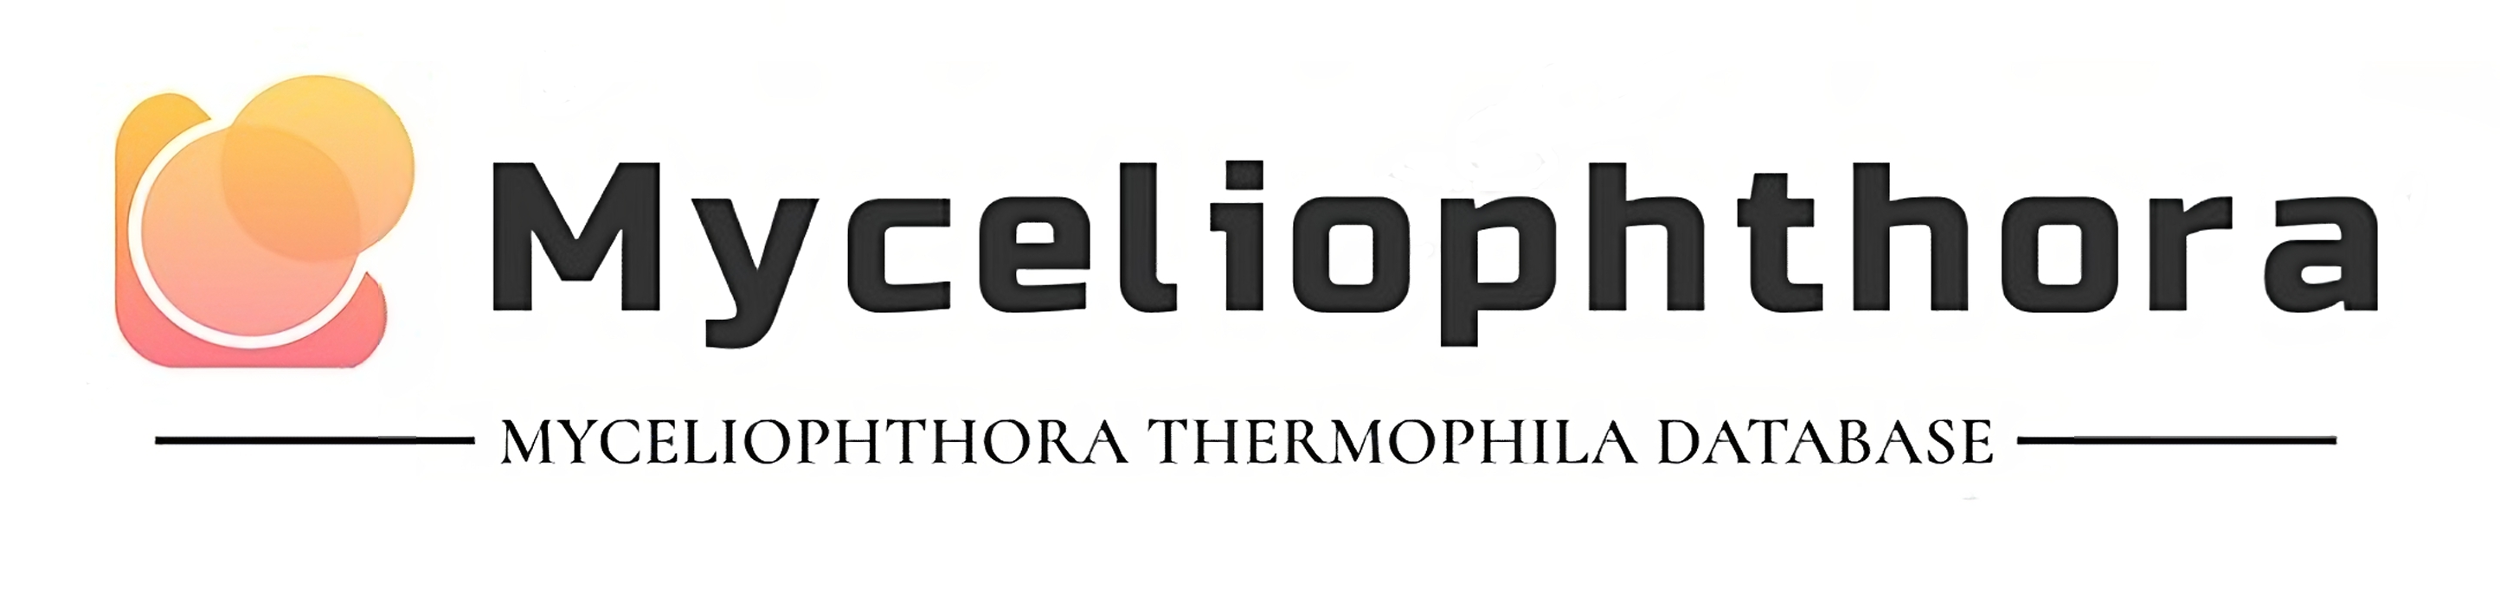 Myceliophthora
MYCELIOPHTHORA THERMOPHILA DATABASE